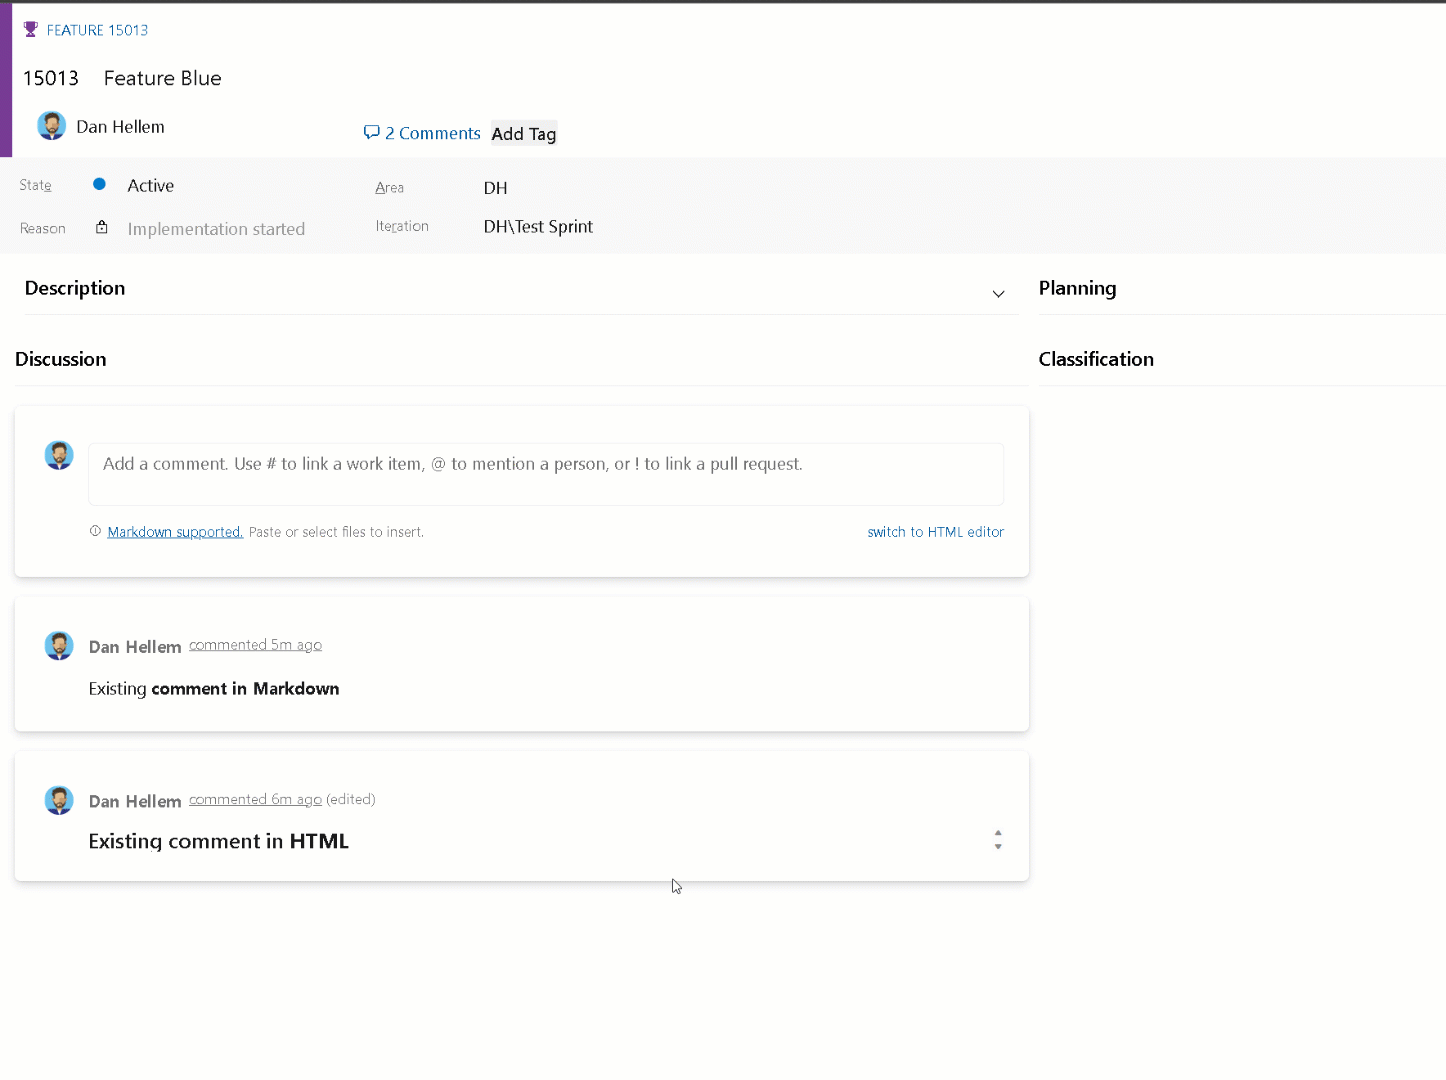 FEATURE 15013
15013 Feature Blue
Dan Hellem
2 Comments Add Tag
State Active
Area DH
Reason Implementation started
Iteration DH\Test Sprint
Description
Planning
Discussion
Classification
Add a comment. Use # to link a work item, @ to mention a person, or ! to link a pull request.
Markdown supported. Paste or select files to insert.
switch to HTML editor
Dan Hellem commented 5m ago
Existing comment in Markdown
Dan Hellem commented 6m ago (edited)
Existing comment in HTML